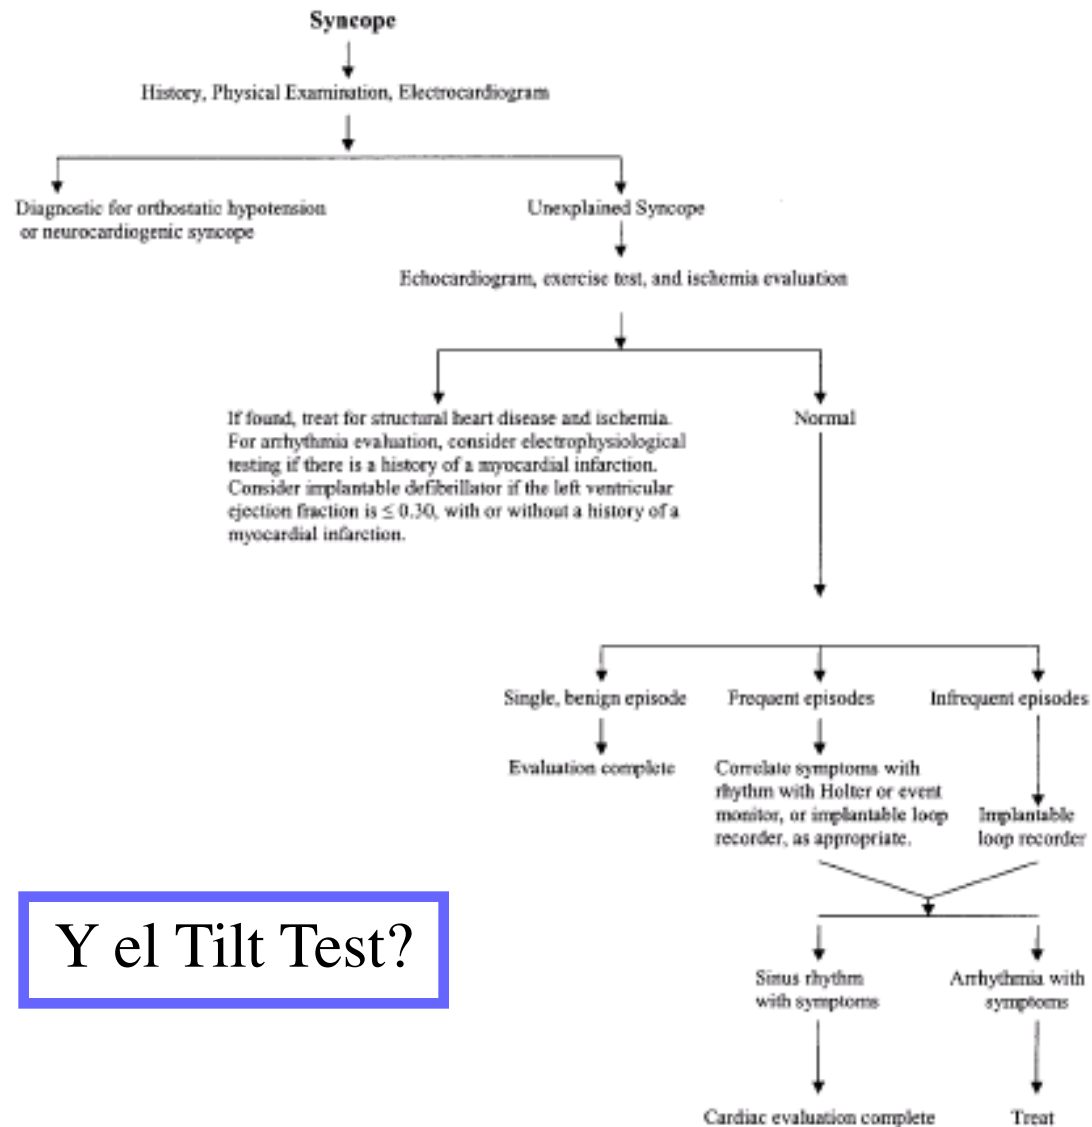 Syncope
History, Physical Examination, Electrocardiogram
Diagnostic for orthostatic hypotension
or neurocardiogenic syncope
Unexplained Syncope
Echocardiogram, exercise test, and ischemia evaluation
If found, treat for structural heart disease and ischemia.
For arrhythmia evaluation, consider electrophysiological
testing if there is a history of a myocardial infarction.
Consider implantable defibrillator if the left ventricular
ejection fraction is ≤ 0.30, with or without a history of a
myocardial infarction.
Normal
Single, benign episode
Frequent episodes
Infrequent episodes
Evaluation complete
Correlate symptoms with
rhythm with Holter or event
monitor, or implantable loop
recorder, as appropriate.
Implantable
loop recorder
Y el Tilt Test?
Sinus rhythm
with symptoms
Arrhythmia with
symptoms
Cardiac evaluation complete
Treat